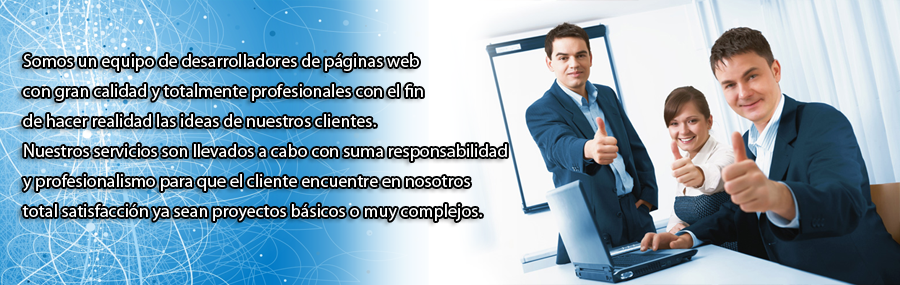 Somos un equipo de desarrolladores de páginas web
con gran calidad y totalmente profesionales con el fin
de hacer realidad las ideas de nuestros clientes.
Nuestros servicios son llevados a cabo con suma responsabilidad
y profesionalismo para que el cliente encuentre en nosotros
total satisfacción ya sean proyectos básicos o muy complejos.